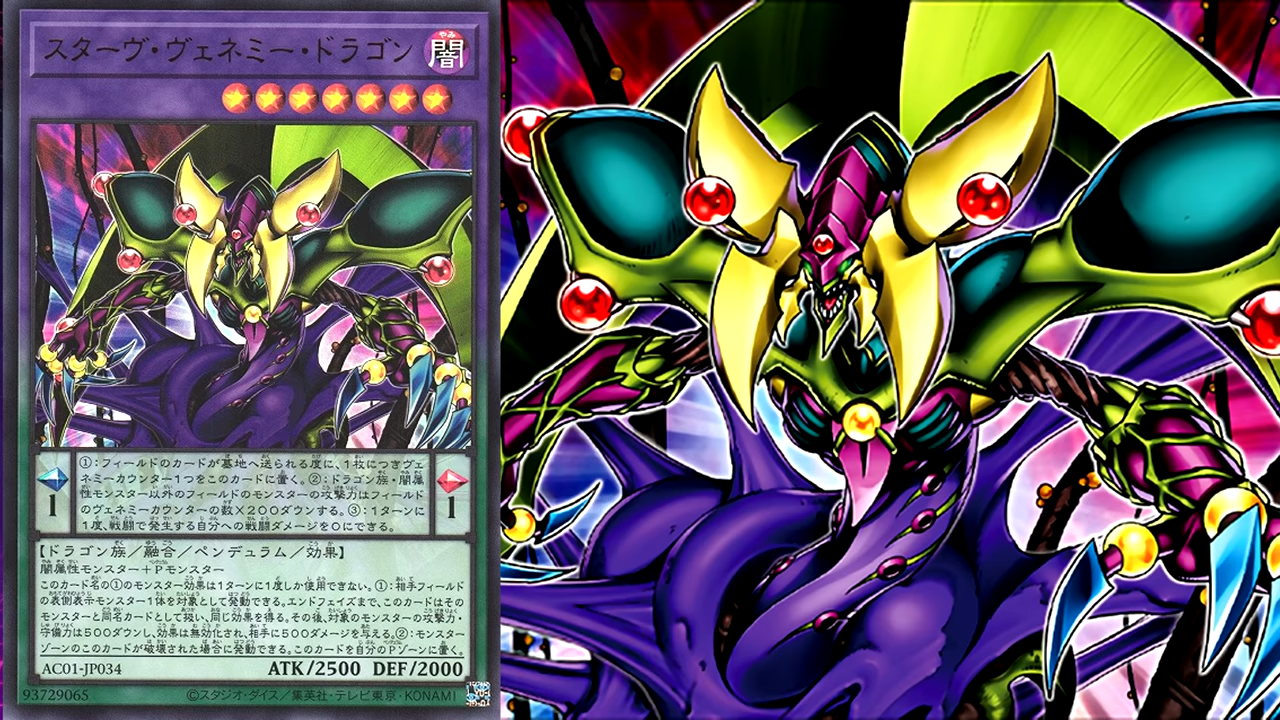 スターヴ・ヴェネミー・ドラゴン
闇
やみ
①：フィールドのカードが墓地へ送られる度に、1枚につきヴェ
ネミーカウンター1つをこのカードに置く。②：ドラゴン族・闇属
性モンスター以外のフィールドのモンスターの攻撃力はフィールド
のヴェネミーカウンターの数×200ダウンする。③：1ターンに
1度、戦闘で発生する自分への戦闘ダメージを0にできる。
1
1
【ドラゴン族／融合／ペンデュラム／効果】
闇属性モンスター＋Pモンスター
このカード名の①のモンスター効果は1ターンに1度しか使用できない。①：相手フィールド
の表側表示モンスター1体を対象として発動できる。エンドフェイズまで、このカードはその
モンスターと同名カードとして扱い、同じ効果を得る。その後、対象のモンスターの攻撃力・
守備力は500ダウンし、効果は無効化され、相手に500ダメージを与える。②：モンスター
ゾーンのこのカードが破壊された場合に発動できる。このカードを自分のPゾーンに置く。
AC01-JP034 ATK/2500 DEF/2000
93729065 ©スタジオ・ダイス／集英社・テレビ東京・KONAMI